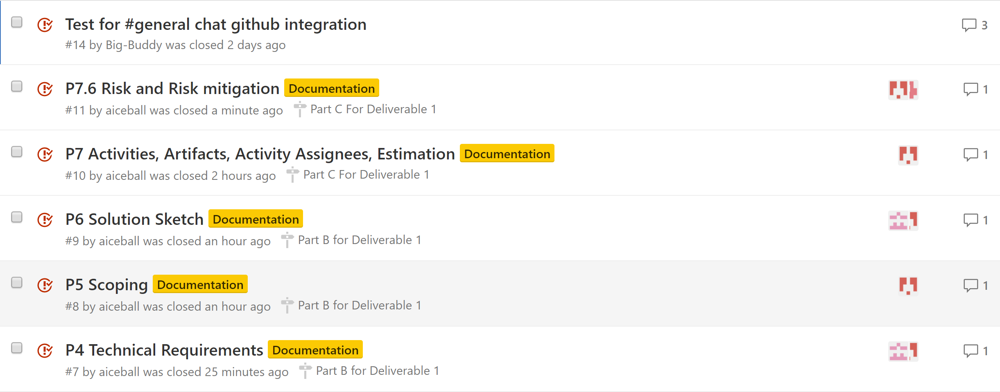 Test for #general chat github integration 3
#14 by Big-Buddy was closed 2 days ago
P7.6 Risk and Risk mitigation Documentation 1
#11 by aiceball was closed a minute ago Part C For Deliverable 1
P7 Activities, Artifacts, Activity Assignees, Estimation Documentation 1
#10 by aiceball was closed 2 hours ago Part C For Deliverable 1
P6 Solution Sketch Documentation 1
#9 by aiceball was closed an hour ago Part B for Deliverable 1
P5 Scoping Documentation 1
#8 by aiceball was closed an hour ago Part B for Deliverable 1
P4 Technical Requirements Documentation 1
#7 by aiceball was closed 25 minutes ago Part B for Deliverable 1